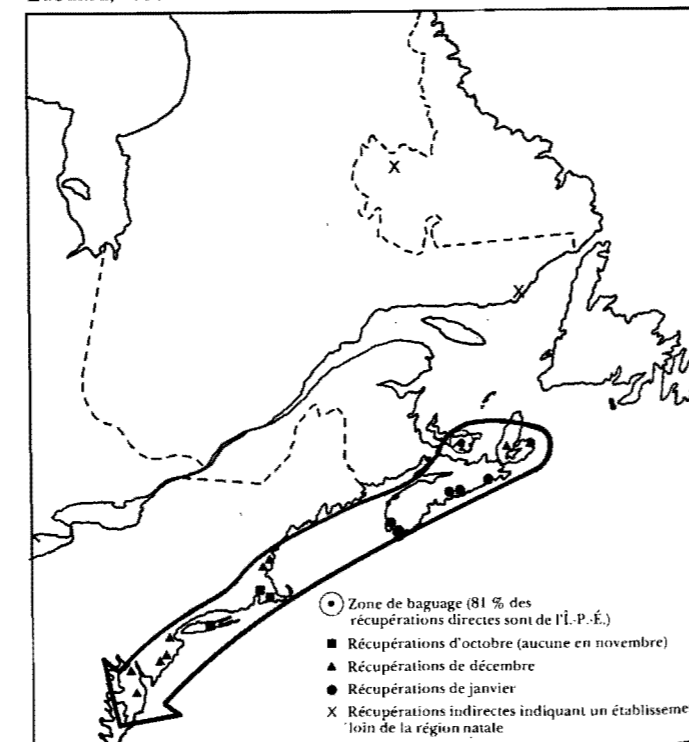 Zone de baguage (81 % des
récupérations directes sont de l'Î.-P.-É.)
Récupérations d'octobre (aucune en novembre)
Récupérations de décembre
Récupérations de janvier
X Récupérations indirectes indiquant un établisseme
loin de la région natale